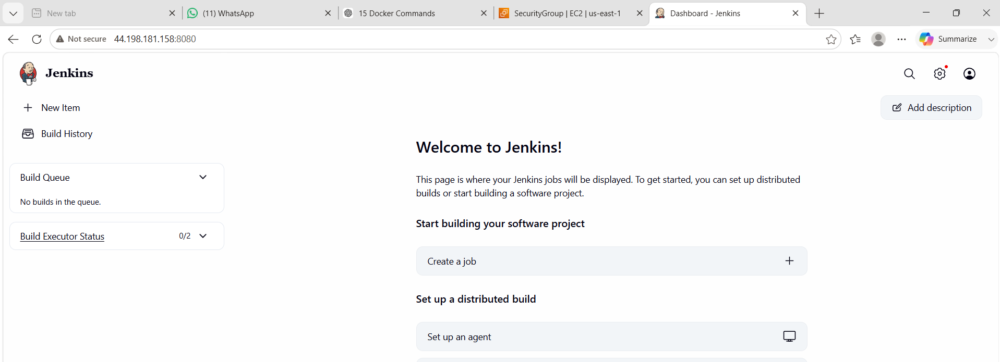 New tab
(11) WhatsApp
15 Docker Commands
SecurityGroup | EC2 | us-east-1
Dashboard - Jenkins
Not secure
44.198.181.158:8080
Summarize
Jenkins
New Item
Add description
Build History
Welcome to Jenkins!
Build Queue
This page is where your Jenkins jobs will be displayed. To get started, you can set up distributed
builds or start building a software project.
No builds in the queue.
Start building your software project
Build Executor Status
0/2
Create a job
Set up a distributed build
Set up an agent